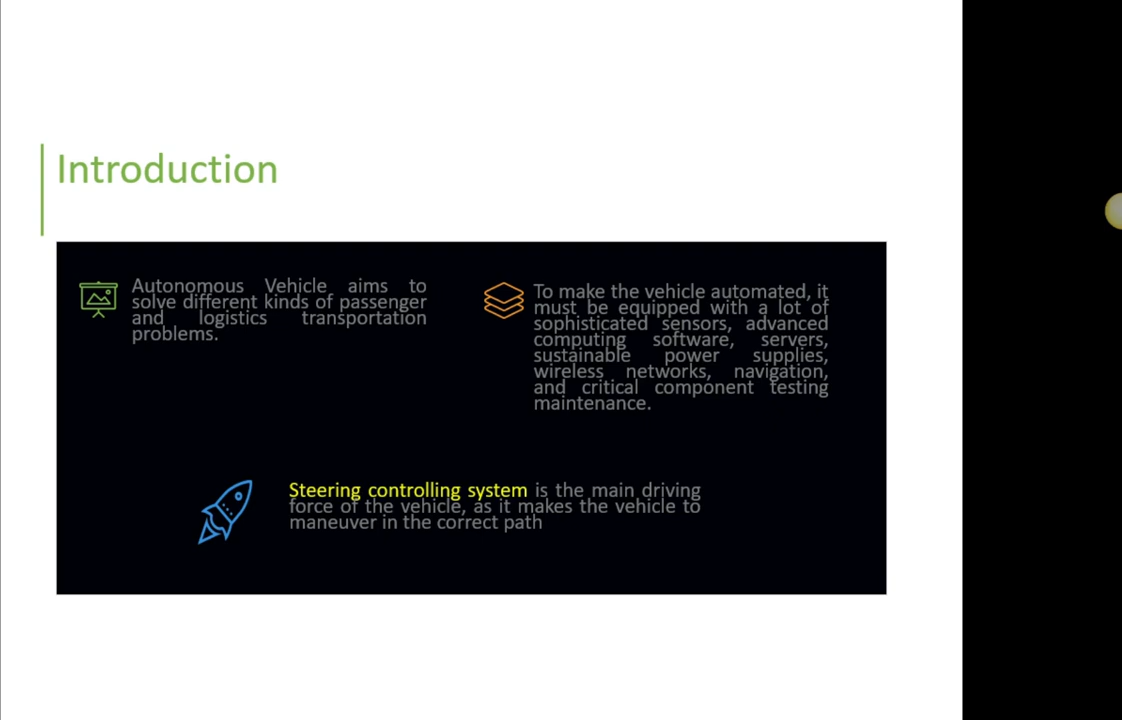 Introduction
Autonomous Vehicle aims to
solve different kinds of passenger
and logistics transportation
problems.
To make the vehicle automated, it
must be equipped with a lot of
sophisticated sensors, advanced
computing software, servers,
sustainable power supplies,
wireless networks, navigation,
and critical component testing
maintenance.
Steering controlling system is the main driving
force of the vehicle, as it makes the vehicle to
maneuver in the correct path